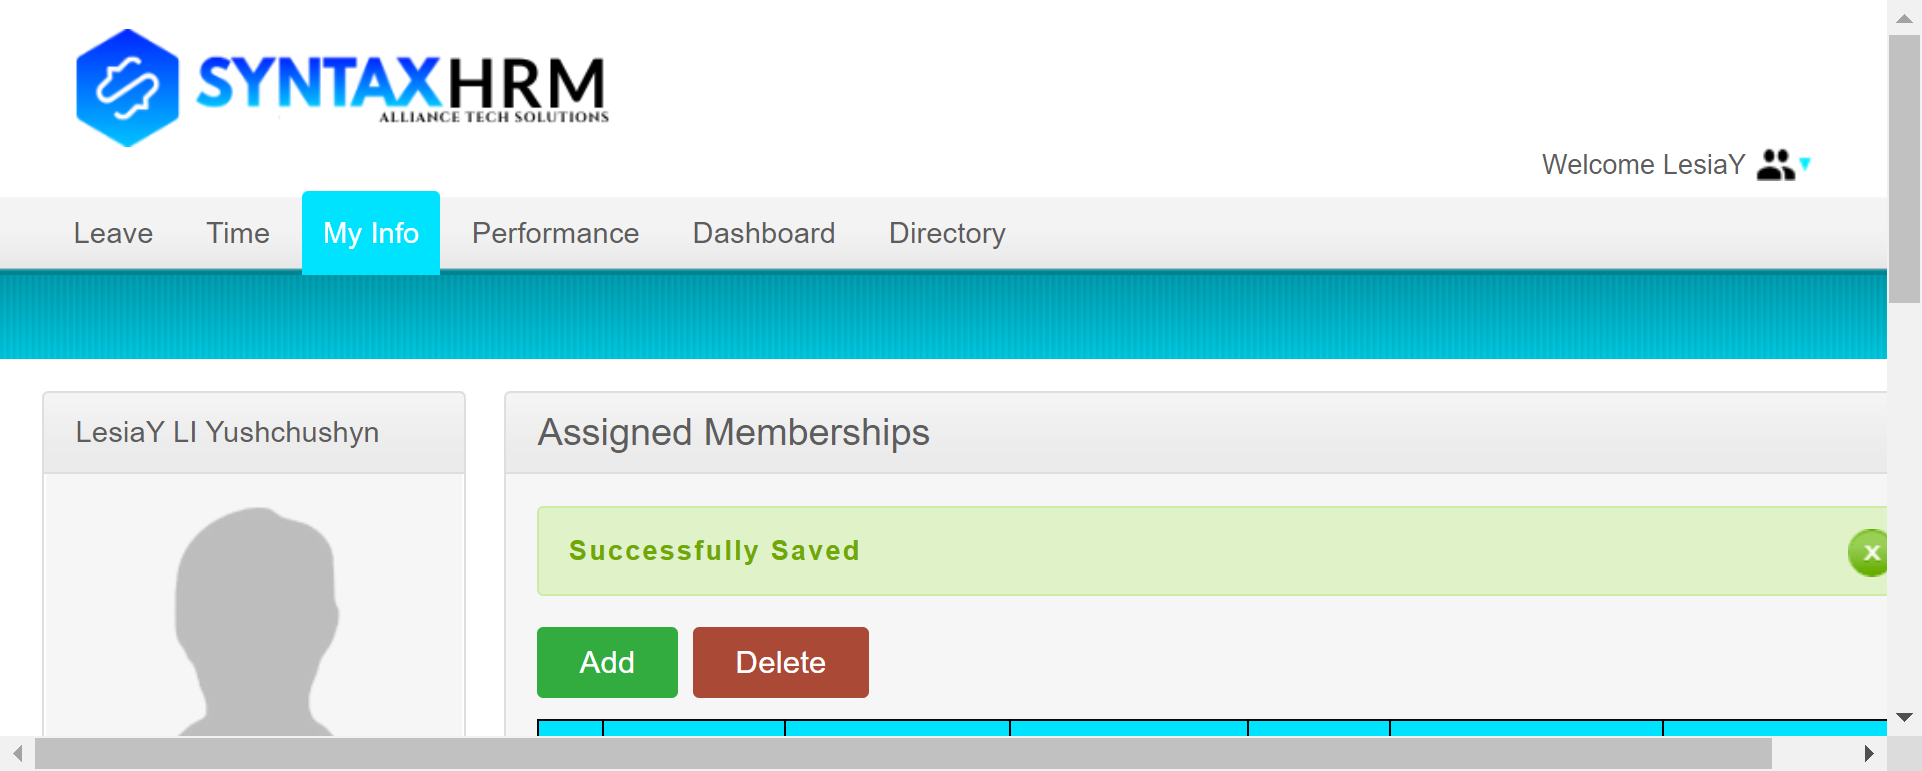 SYNTAXHRM
ALLIANCE TECH SOLUTIONS
Welcome LesiaY
Leave Time My Info Performance Dashboard Directory
LesiaY LI Yushchushyn
Assigned Memberships
Successfully Saved
x
Add Delete